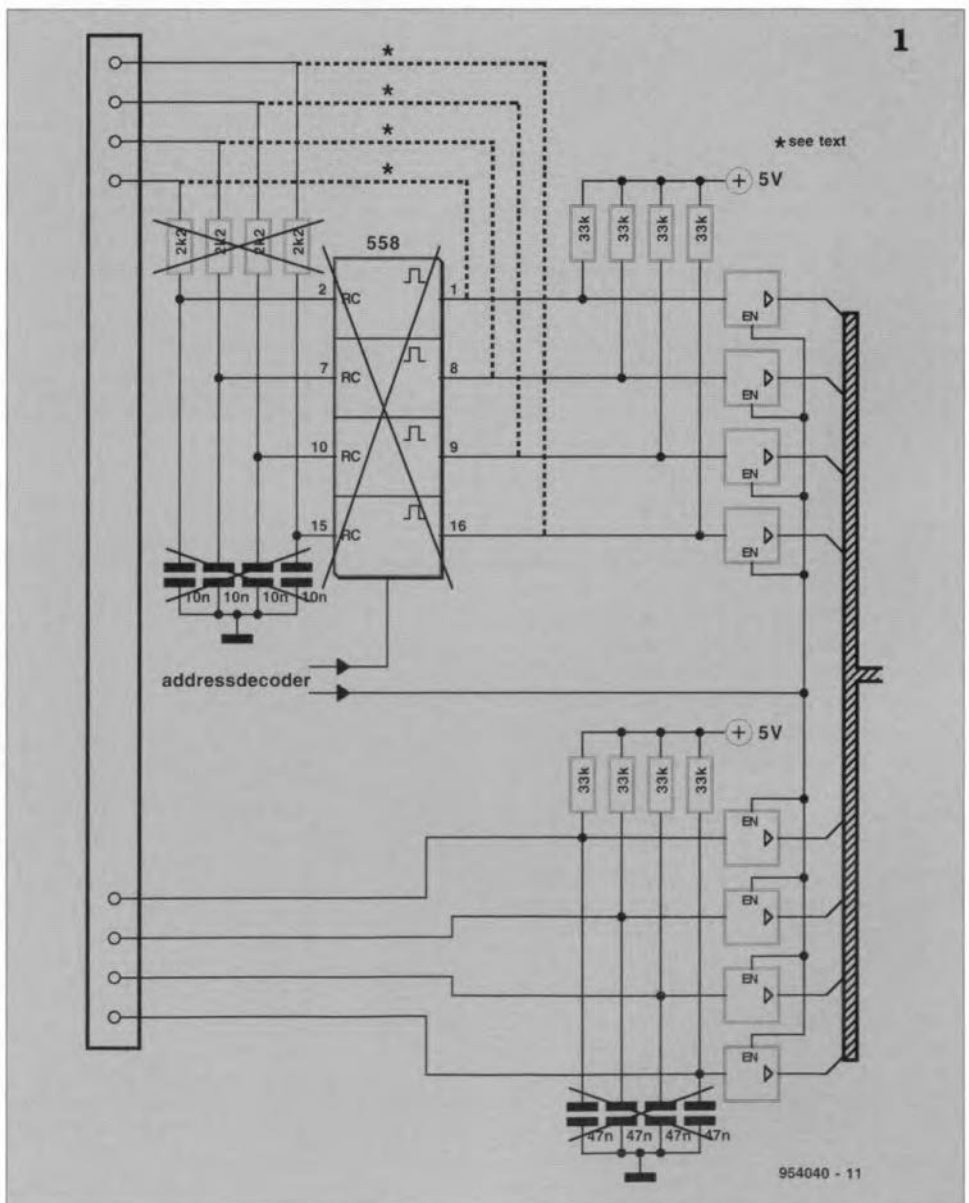 1
*
*
*
*
* see text
5V
33k 33k 33k 33k
2k2 2k2 2k2 2k2
558
2 RC 1
EN
7 RC 8
EN
10 RC 9
EN
15 RC 16
EN
10n 10n 10n 10n
addressdecoder
5V
33k 33k 33k 33k
EN
EN
EN
EN
47n 47n 47n 47n
954040 - 11